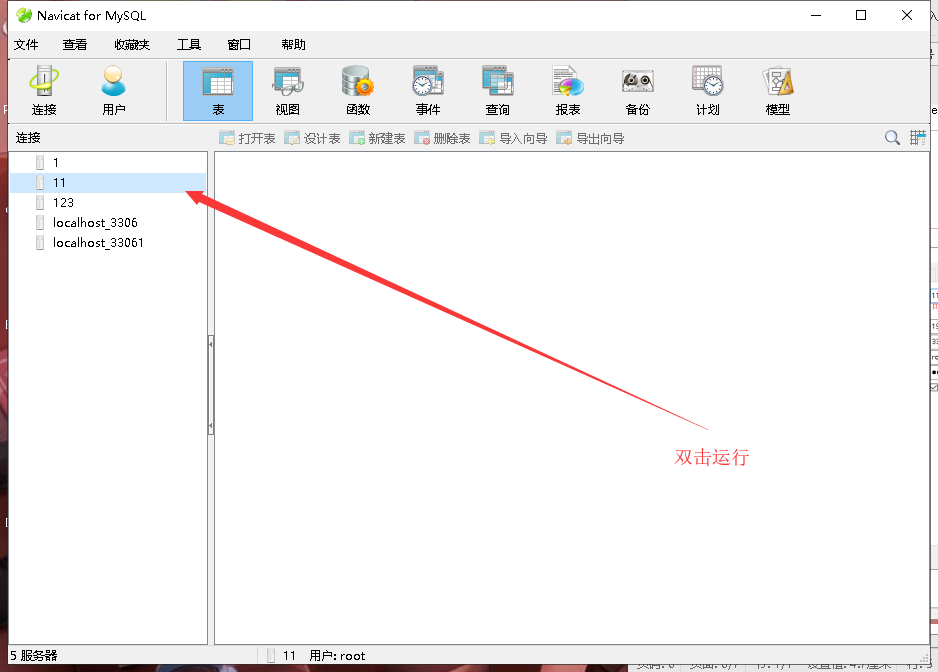 Navicat for MySQL
文件 查看 收藏夹 工具 窗口 帮助
连接 用户 表 视图 函数 事件 查询 报表 备份 计划 模型
连接 打开表 设计表 新建表 删除表 导入向导 导出向导
1
11
123
localhost_3306
localhost_33061
双击运行
5 服务器 11 用户: root